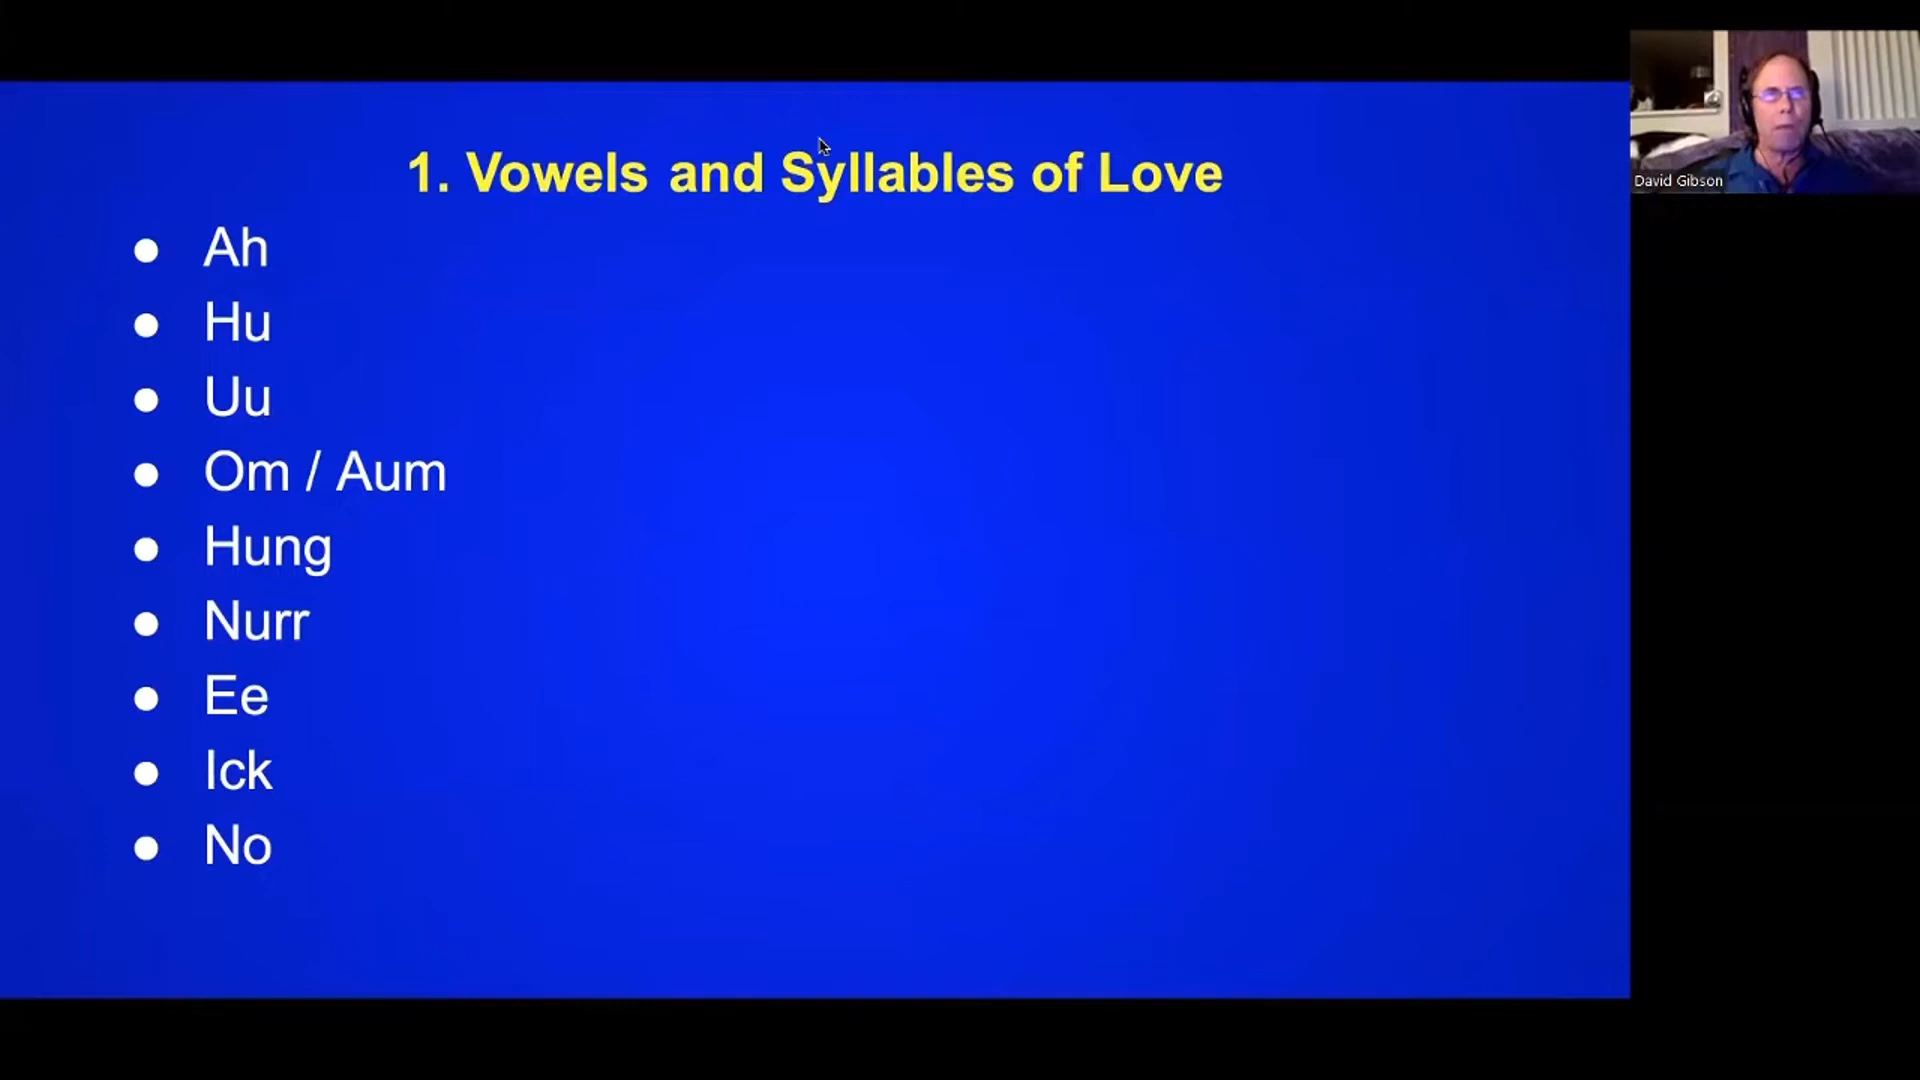 1. Vowels and Syllables of Love
● Ah
● Hu
● Uu
● Om / Aum
● Hung
● Nurr
● Ee
● Ick
● No
David Gibson